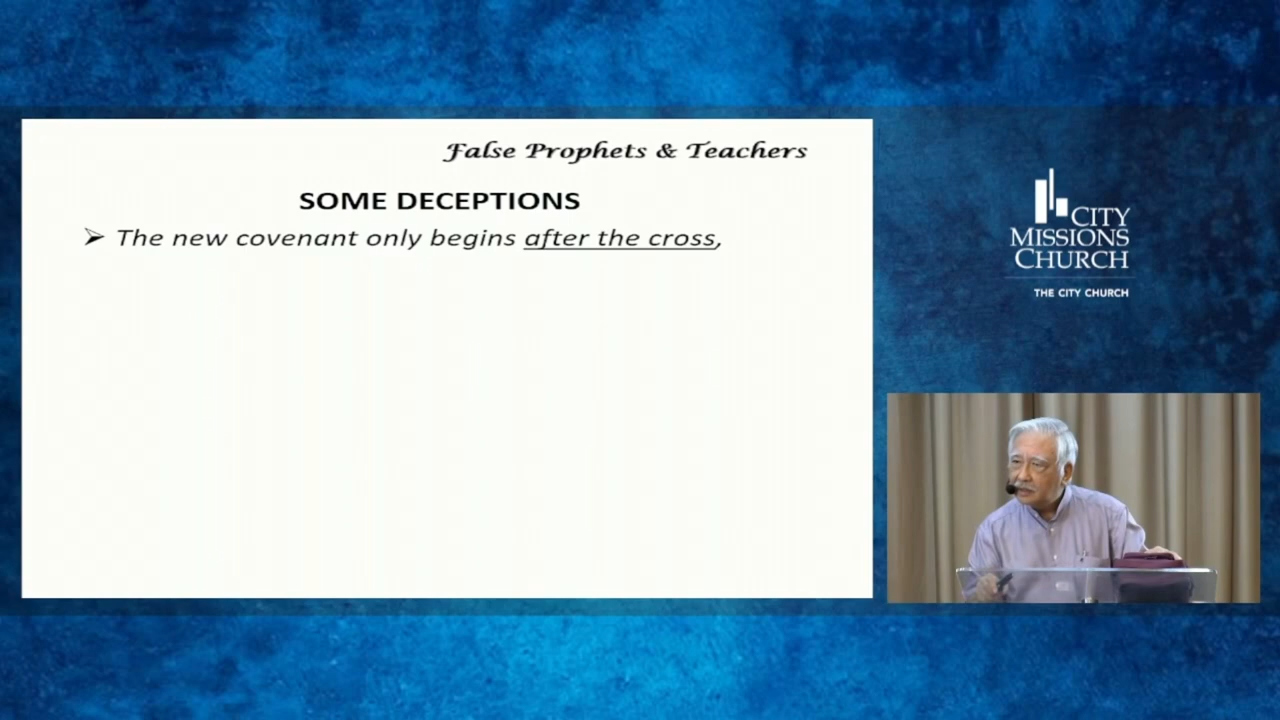 False Prophets & Teachers
SOME DECEPTIONS
➢ The new covenant only begins after the cross,
CITY
MISSIONS
CHURCH
THE CITY CHURCH